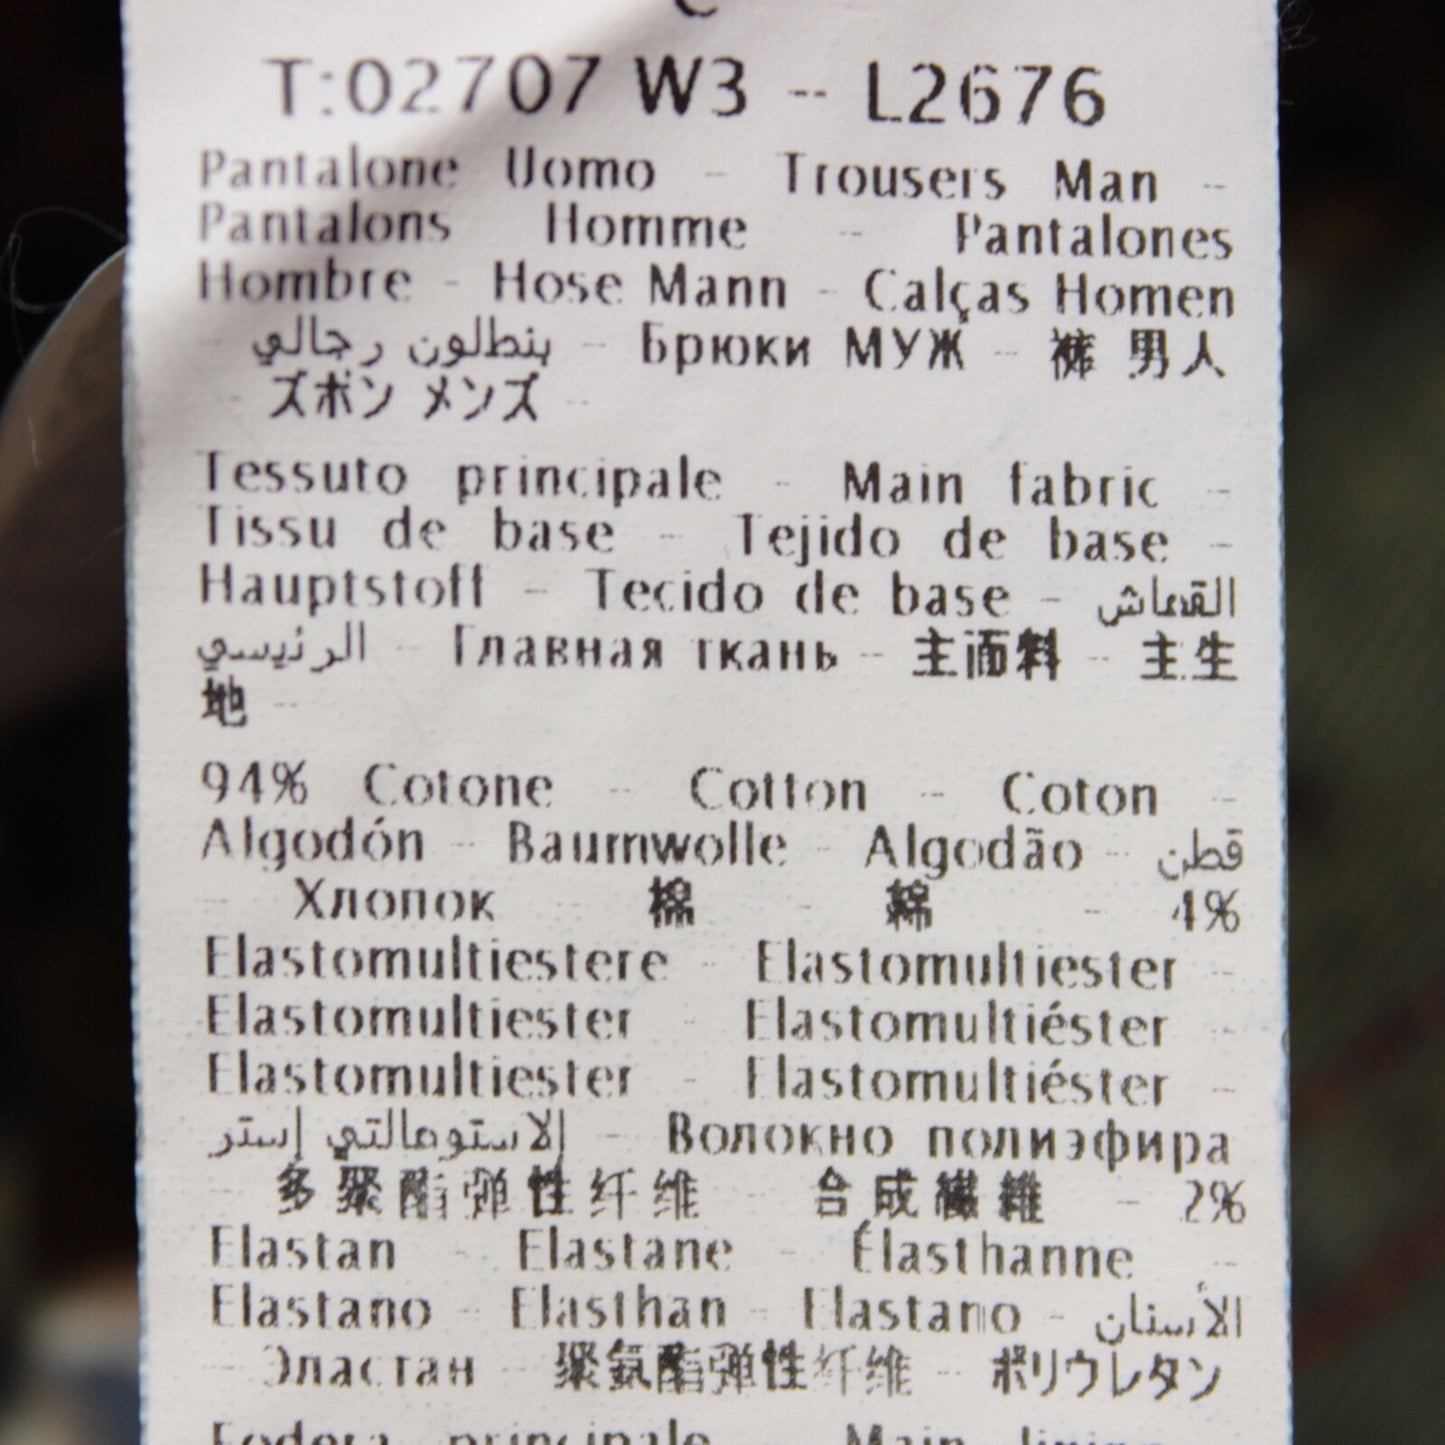 T:02707 W3 -- L2676
Pantalone Uomo - Trousers Man -
Pantalons Homme - Pantalones
Hombre - Hose Mann - Calças Homen
بنطلون رجالي - Брюки МУЖ - 裤 男人
- ズボン メンズ -
Tessuto principale - Main fabric -
Tissu de base - Tejido de base -
Hauptstoff - Tecido de base - القماش
الرئيسي - Главная ткань - 主面料 - 主生
地 -
94% Cotone - Cotton - Coton -
Algodón - Baumwolle - Algodão - قطن
- Хлопок - 棉 - 綿 - 4%
Elastomultiestere - Elastomultiester -
Elastomultiester - Elastomultiéster -
Elastomultiester - Elastomultiéster -
الاستومالتي إستر - Волокно полиэфира
- 多聚酯弹性纤维 - 合成繊維 - 2%
Elastan - Elastane - Élasthanne -
Elastano - Elasthan - Elastano - الأستان
- Эластан - 聚氨酯弹性纤维 - ポリウレタン
Fodera principale - Main lining